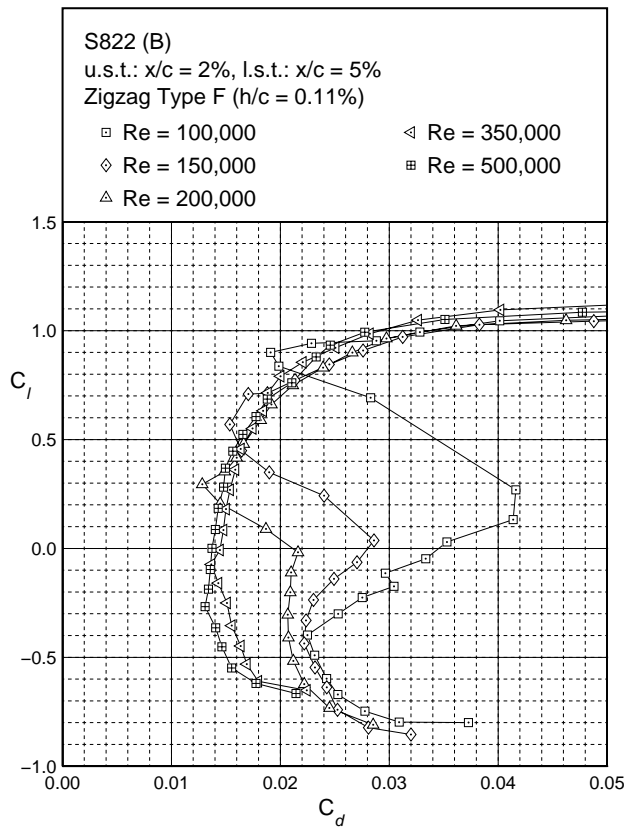 S822 (B)
u.s.t.: x/c = 2%, l.s.t.: x/c = 5%
Zigzag Type F (h/c = 0.11%)
Re = 100,000
Re = 150,000
Re = 200,000
Re = 350,000
Re = 500,000
1.5
1.0
0.5
0.0
−0.5
−1.0
Cl
0.00 0.01 0.02 0.03 0.04 0.05
Cd